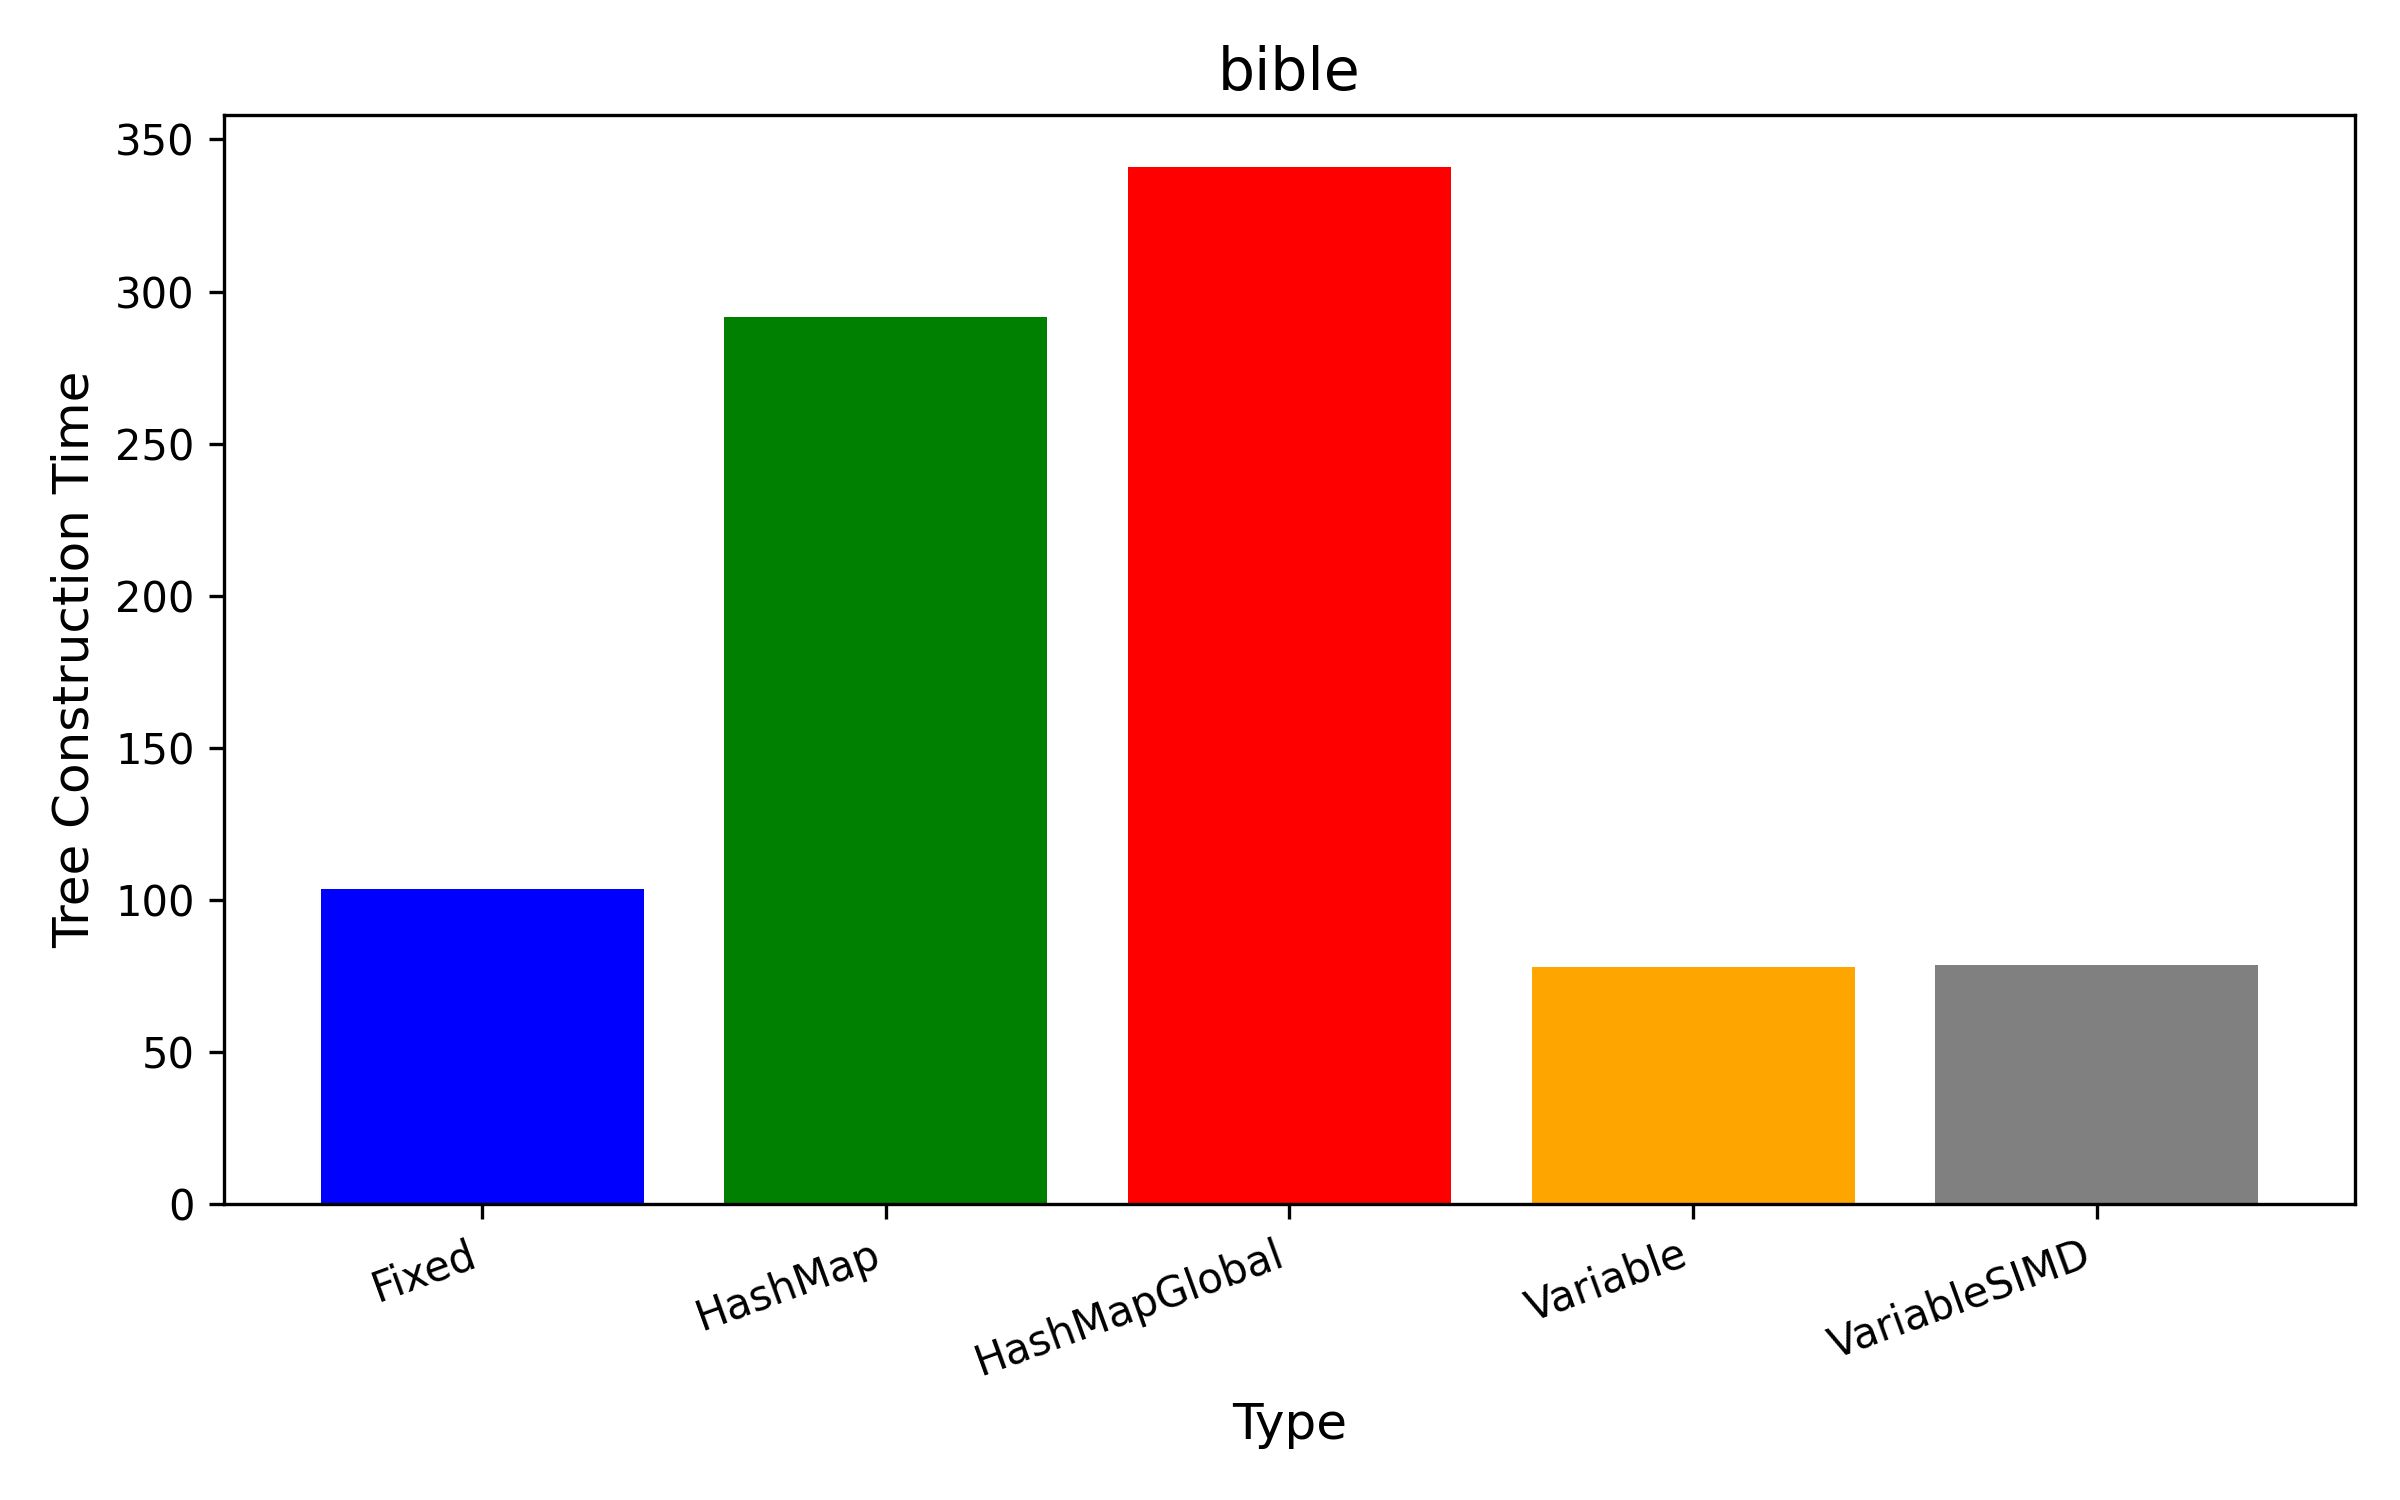 bible
Tree Construction Time
350
300
250
200
150
100
50
0
Fixed
HashMap
HashMapGlobal
Variable
VariableSIMD
Type